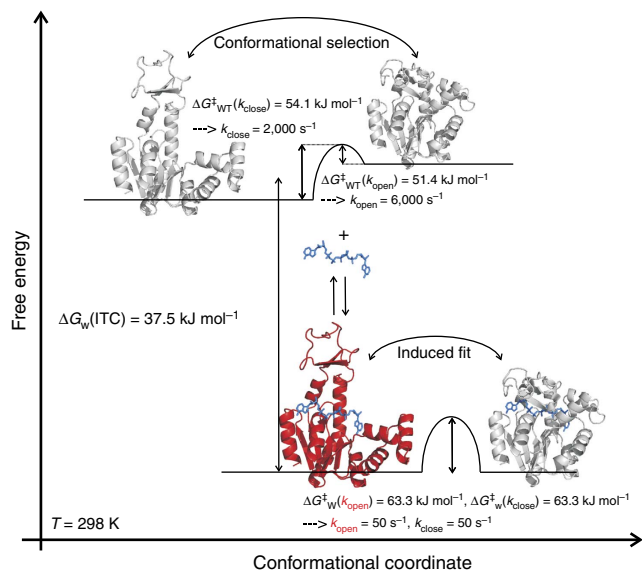 Conformational selection
ΔG‡WT(kclose) = 54.1 kJ mol−1
---> kclose = 2,000 s−1
ΔG‡WT(kopen) = 51.4 kJ mol−1
---> kopen = 6,000 s−1
+
Free energy
ΔGw(ITC) = 37.5 kJ mol−1
Induced fit
ΔG‡W(kopen) = 63.3 kJ mol−1, ΔG‡w(kclose) = 63.3 kJ mol−1
---> kopen = 50 s−1, kclose = 50 s−1
T = 298 K
Conformational coordinate